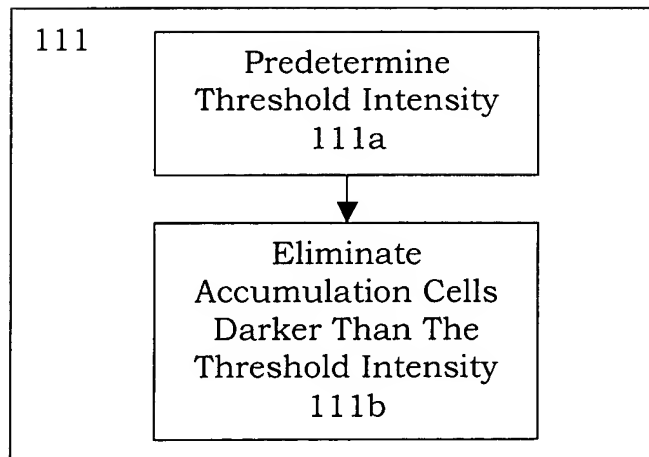 111
Predetermine
Threshold Intensity
111a
Eliminate
Accumulation Cells
Darker Than The
Threshold Intensity
111b